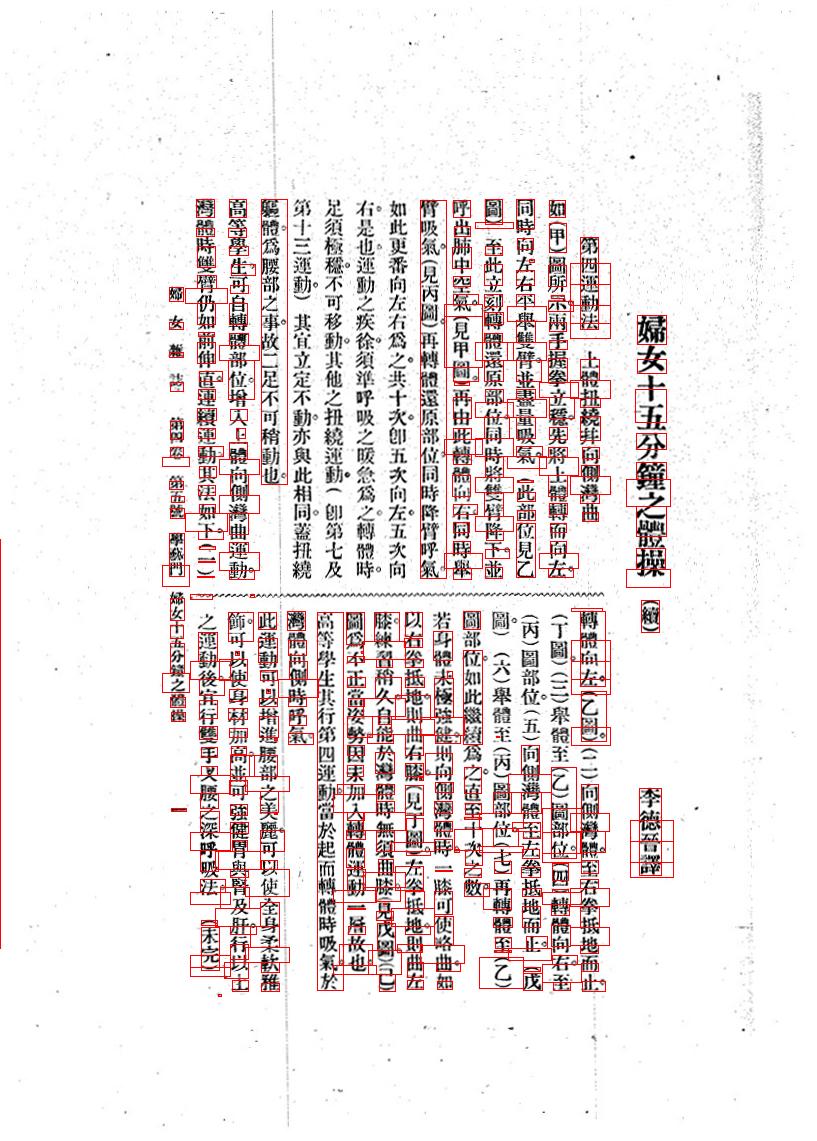 婦女十五分鐘之體操
(續)
李德晉譯
第四運動法　上體扭繞并向側灣曲
如(甲)圖所示兩手握拳立穩先將上體轉而向左。
同時向左右平舉雙臂並盡量吸氣。(此部位見乙
圖)至此立刻轉體還原部位同時將雙臂降下。並
呼出肺中空氣。(見甲圖)再由此轉體向右同時舉
臂吸氣(見丙圖)再轉體還原部位同時降臂呼氣。
如此更番向左右爲之。共十次卽五次向左五次向
右。是也運動之疾徐須準呼吸之暖急爲之。轉體時
足須極穩。不可移動。其他之扭繞運動。(卽第七及
第十三運動)其宜立定不動。亦與此相同。蓋扭繞
軀體爲腰部之事。故二足不可稍動也。
高等學生可自轉體部位增入上體向側灣曲運動。
灣體時雙臂仍如前伸直。連續運動其法如下。(一)
轉體向左(乙圖)(二)向側灣體至右拳抵地而止。
(丁圖)(三)舉體至(乙)圖部位(四)轉體向右至
(丙)圖部位(五)向側灣體至左拳抵地而止。(戊
圖。)(六)舉體至(丙)圖部位(七)再轉體至(乙)
圖部位。如此繼續爲之。直至十次之數。
若身體未極強健則向側灣體時一膝可使略曲。如
以右拳抵地則曲右膝。(見丁圖)左拳抵地則曲左
膝。練習稍久自能於灣體時無須曲膝(見戊圖)(己)
圖爲不正當姿勢。因未加入轉體運動一層故也。
高等學生其行第四運動當於起而轉體時吸氣於
灣體向側時呼氣。
此運動可以增進腰部之美麗。可以使全身柔軟雅
飾。可以使身材加高並可強健胃與腎及肝。行以上
之運動後宜行雙手叉腰之深呼吸法。(未完)
婦女雜誌　第四卷　第五號　學藝門　婦女十五分鐘之體操